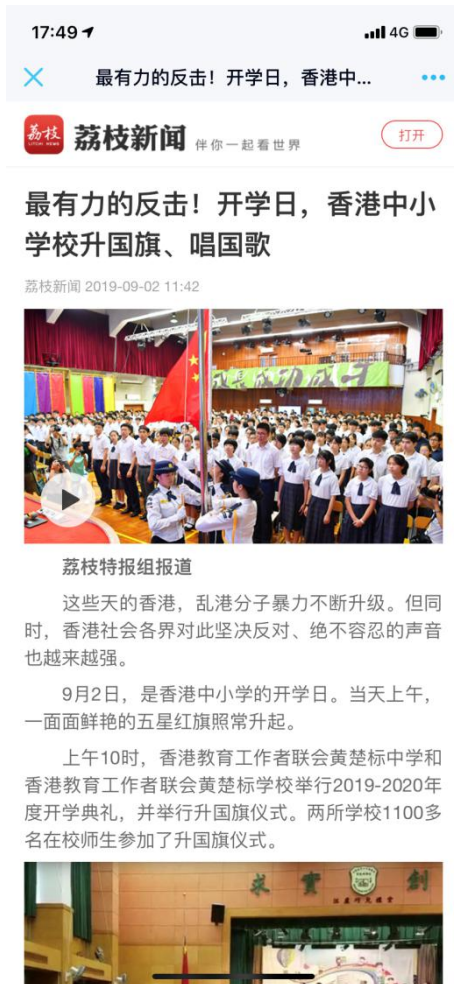 17:49
4G
最有力的反击！开学日，香港中...
荔枝
LITCHI NEWS
荔枝新闻 伴你一起看世界
打开
最有力的反击！开学日，香港中小
学校升国旗、唱国歌
荔枝新闻 2019-09-02 11:42
成長 成功 成才
荔枝特报组报道
这些天的香港，乱港分子暴力不断升级。但同
时，香港社会各界对此坚决反对、绝不容忍的声音
也越来越强。
9月2日，是香港中小学的开学日。当天上午，
一面面鲜艳的五星红旗照常升起。
上午10时，香港教育工作者联会黄楚标中学和
香港教育工作者联会黄楚标学校举行2019-2020年
度开学典礼，并举行升国旗仪式。两所学校1100多
名在校师生参加了升国旗仪式。
求 實 創